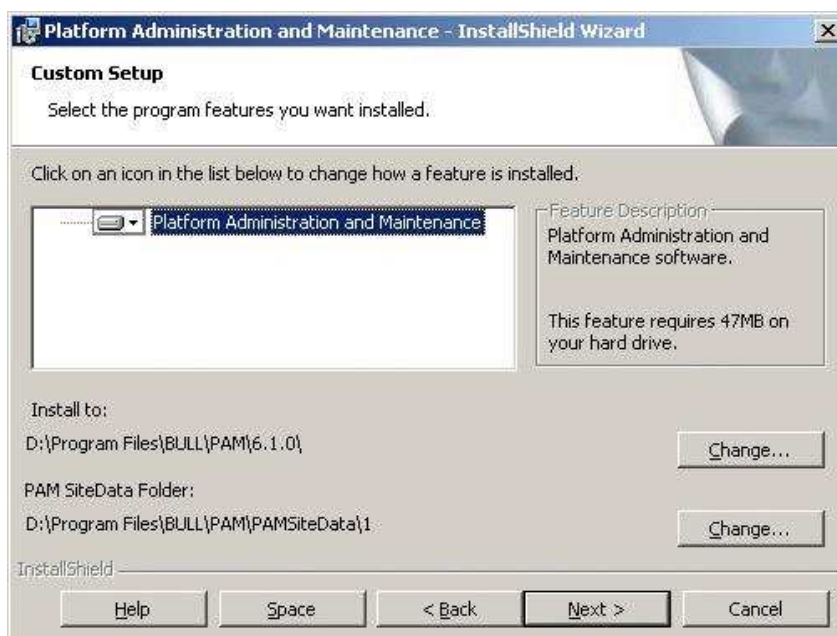 Platform Administration and Maintenance - InstallShield Wizard
Custom Setup
Select the program features you want installed.
Click on an icon in the list below to change how a feature is installed.
Platform Administration and Maintenance
Feature Description
Platform Administration and
Maintenance software.
This feature requires 47MB on
your hard drive.
Install to:
D:\Program Files\BULL\PAM\6.1.0\
Change...
PAM SiteData Folder:
D:\Program Files\BULL\PAM\PAMSiteData\1
Change...
InstallShield
Help
Space
< Back
Next >
Cancel